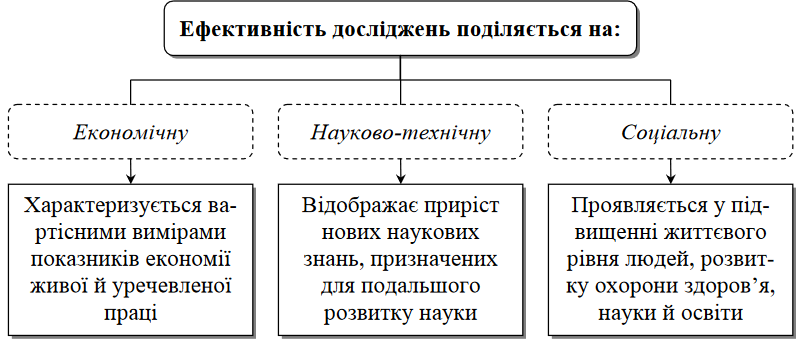 Ефективність досліджень поділяється на:
Економічну
Науково-технічну
Соціальну
Характеризується ва-
ртісними вимірами
показників економії
живої й уречевленої
праці
Відображає приріст
нових наукових
знань, призначених
для подальшого
розвитку науки
Проявляється у під-
вищенні життєвого
рівня людей, розвит-
ку охорони здоров’я,
науки й освіти